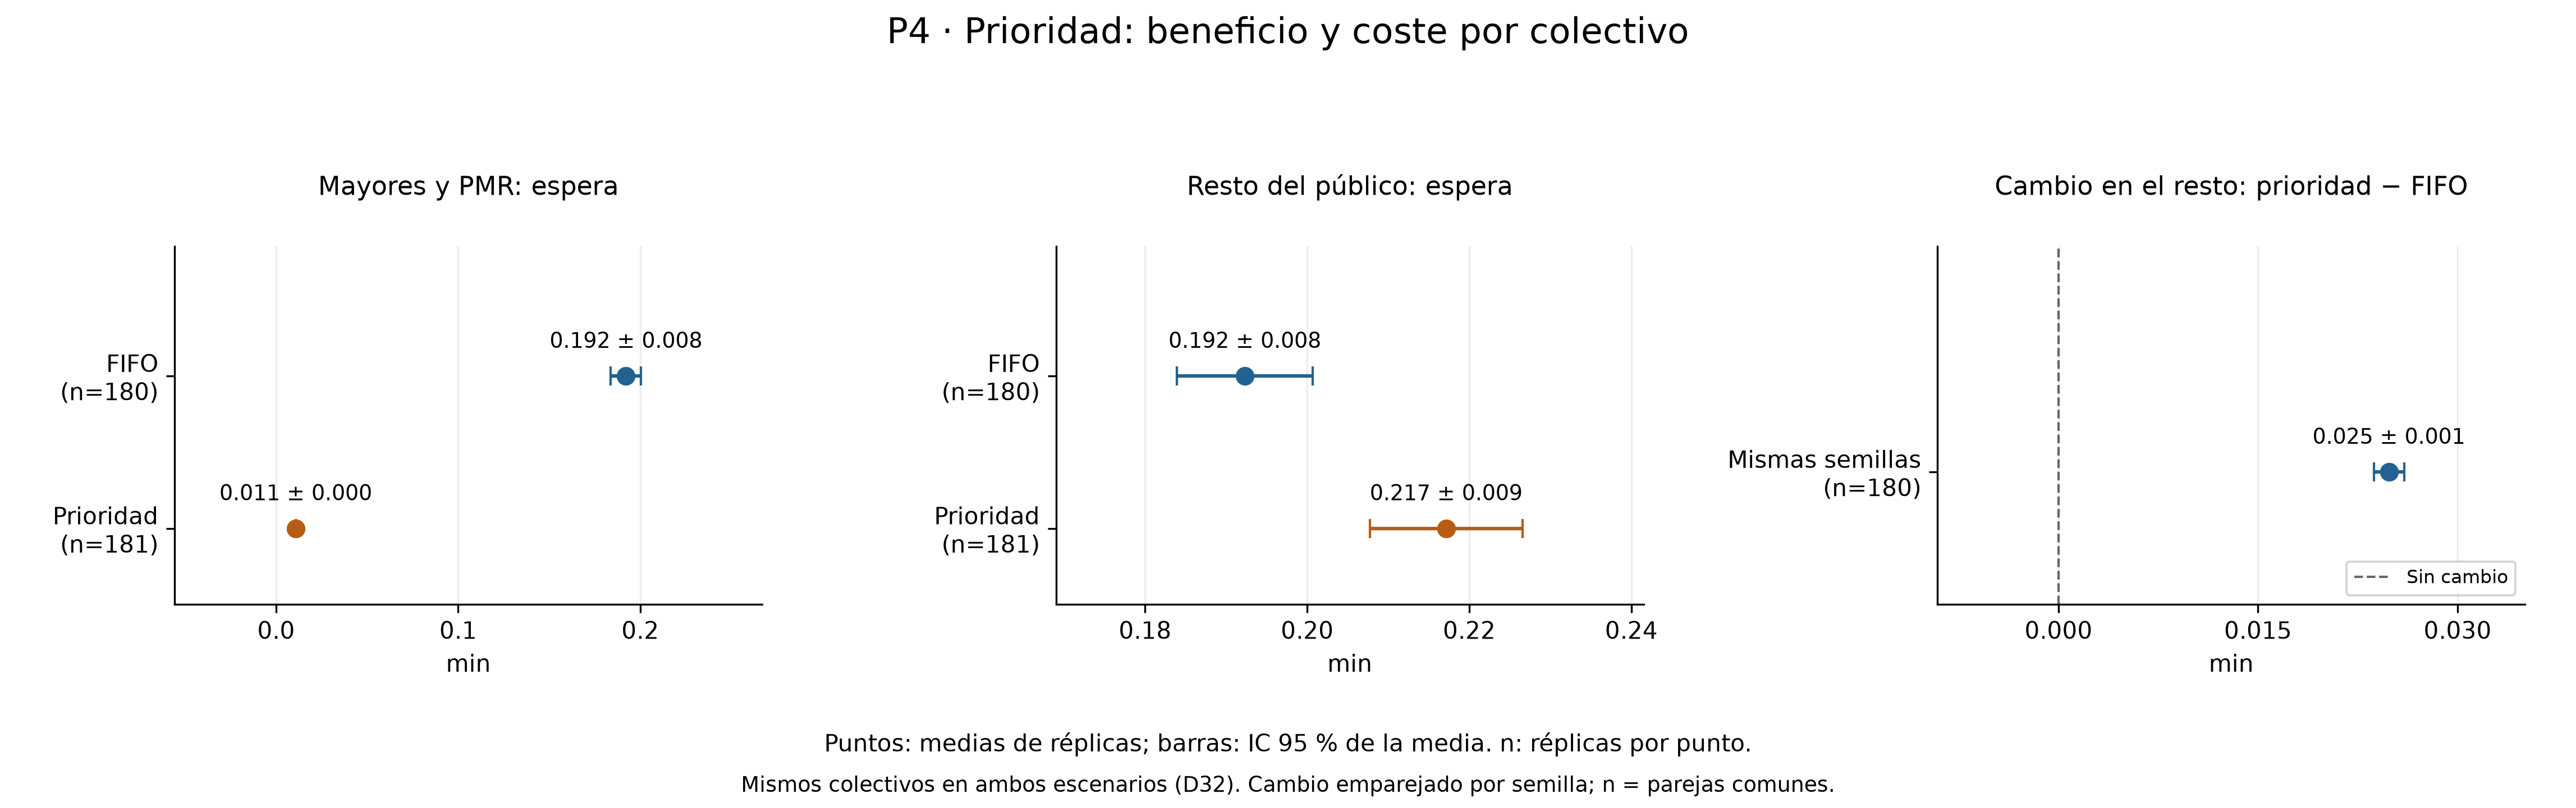 P4 · Prioridad: beneficio y coste por colectivo
Mayores y PMR: espera
FIFO
(n=180)
Prioridad
(n=181)
0.192 ± 0.008
0.011 ± 0.000
0.0
0.1
0.2
min
Resto del público: espera
FIFO
(n=180)
Prioridad
(n=181)
0.192 ± 0.008
0.217 ± 0.009
0.18
0.20
0.22
0.24
min
Cambio en el resto: prioridad − FIFO
Mismas semillas
(n=180)
0.025 ± 0.001
Sin cambio
0.000
0.015
0.030
min
Puntos: medias de réplicas; barras: IC 95 % de la media. n: réplicas por punto.
Mismos colectivos en ambos escenarios (D32). Cambio emparejado por semilla; n = parejas comunes.